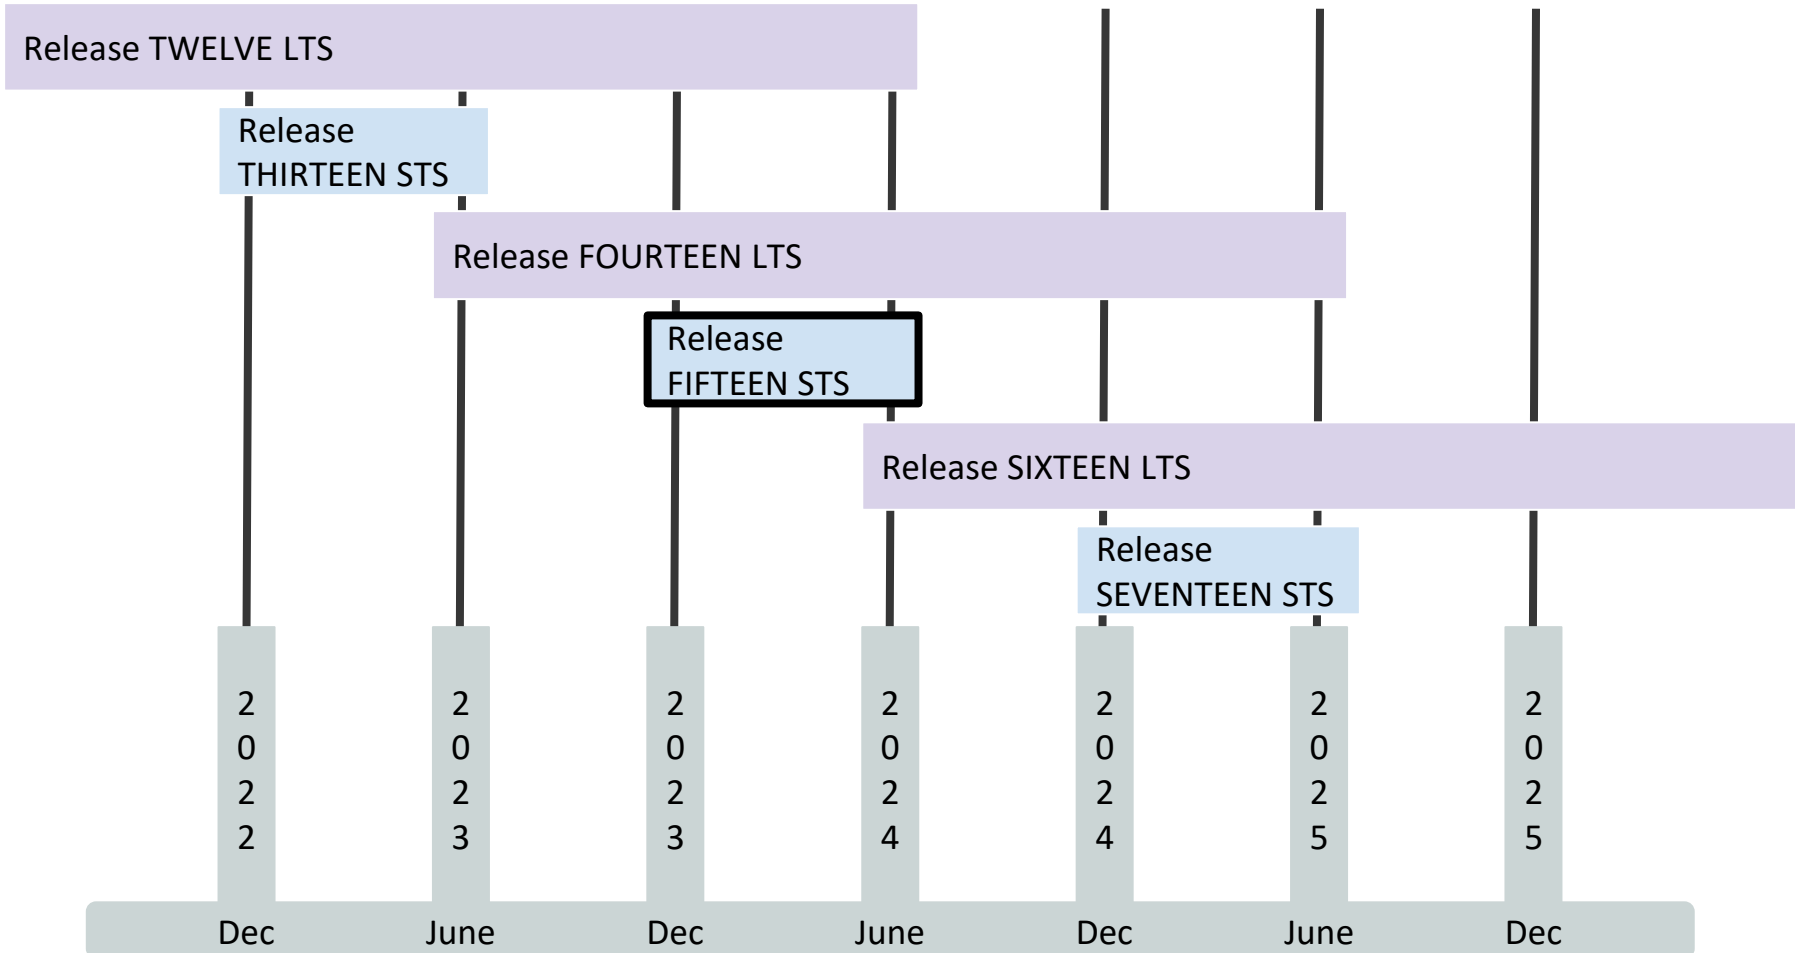 Release TWELVE LTS
Release
THIRTEEN STS
Release FOURTEEN LTS
Release
FIFTEEN STS
Release SIXTEEN LTS
Release
SEVENTEEN STS
2 2 2 2 2 2 2
0 0 0 0 0 0 0
2 2 2 2 2 2 2
2 3 3 4 4 5 5
Dec June Dec June Dec June Dec